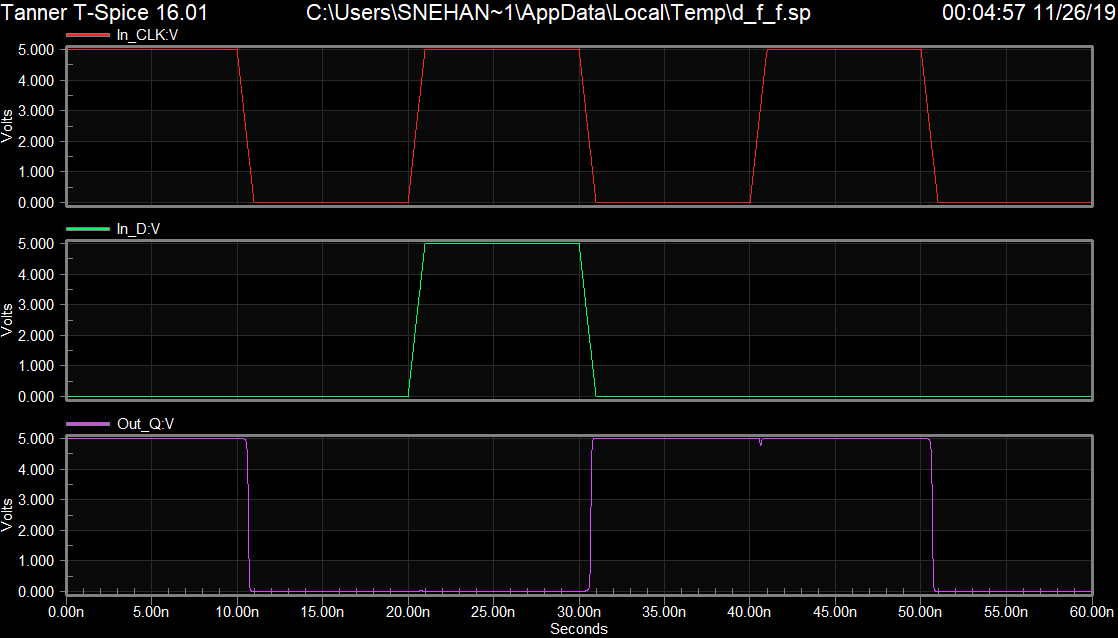 Tanner T-Spice 16.01 C:\Users\SNEHAN~1\AppData\Local\Temp\d_f_f.sp 00:04:57 11/26/19
In_CLK:V
5.000
4.000
3.000
2.000
1.000
0.000
Volts
In_D:V
5.000
4.000
3.000
2.000
1.000
0.000
Volts
Out_Q:V
5.000
4.000
3.000
2.000
1.000
0.000
Volts
0.00n 5.00n 10.00n 15.00n 20.00n 25.00n 30.00n 35.00n 40.00n 45.00n 50.00n 55.00n 60.00n
Seconds